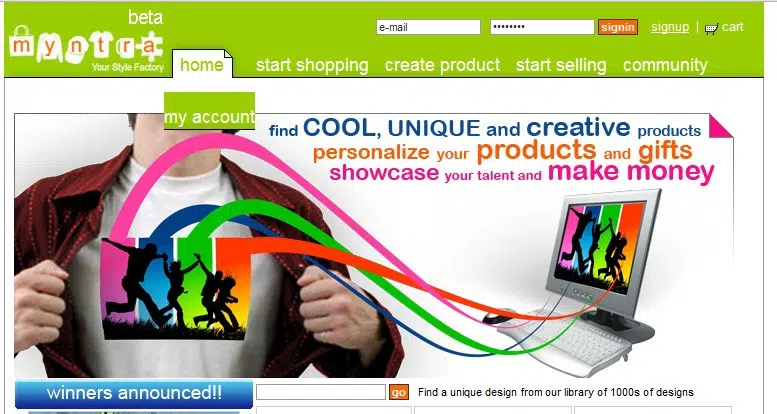 beta
myntra
Your Style Factory
e-mail •••••••• signin signup | cart
home start shopping create product start selling community
my account
find COOL, UNIQUE and creative products
personalize your products and gifts
showcase your talent and make money
winners announced!! go Find a unique design from our library of 1000s of designs